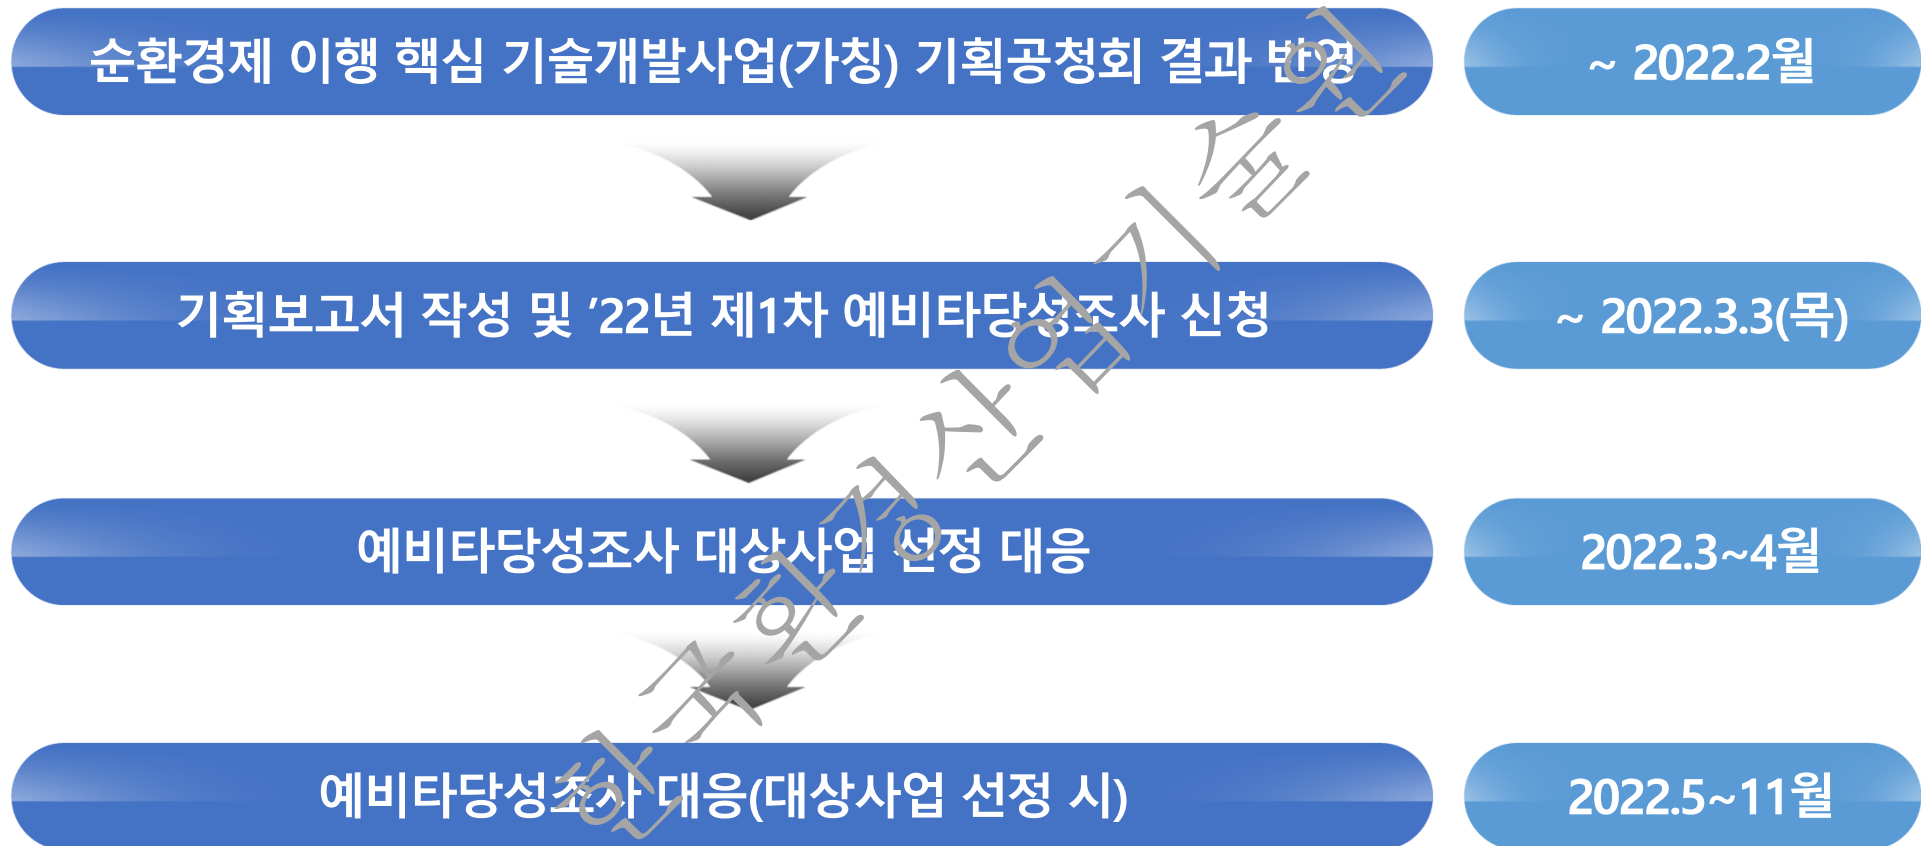 순환경제 이행 핵심 기술개발사업(가칭) 기획공청회 결과 반영
~ 2022.2월
기획보고서 작성 및 ’22년 제1차 예비타당성조사 신청
~ 2022.3.3(목)
예비타당성조사 대상사업 선정 대응
2022.3~4월
예비타당성조사 대응(대상사업 선정 시)
2022.5~11월
한국환경산업기술원